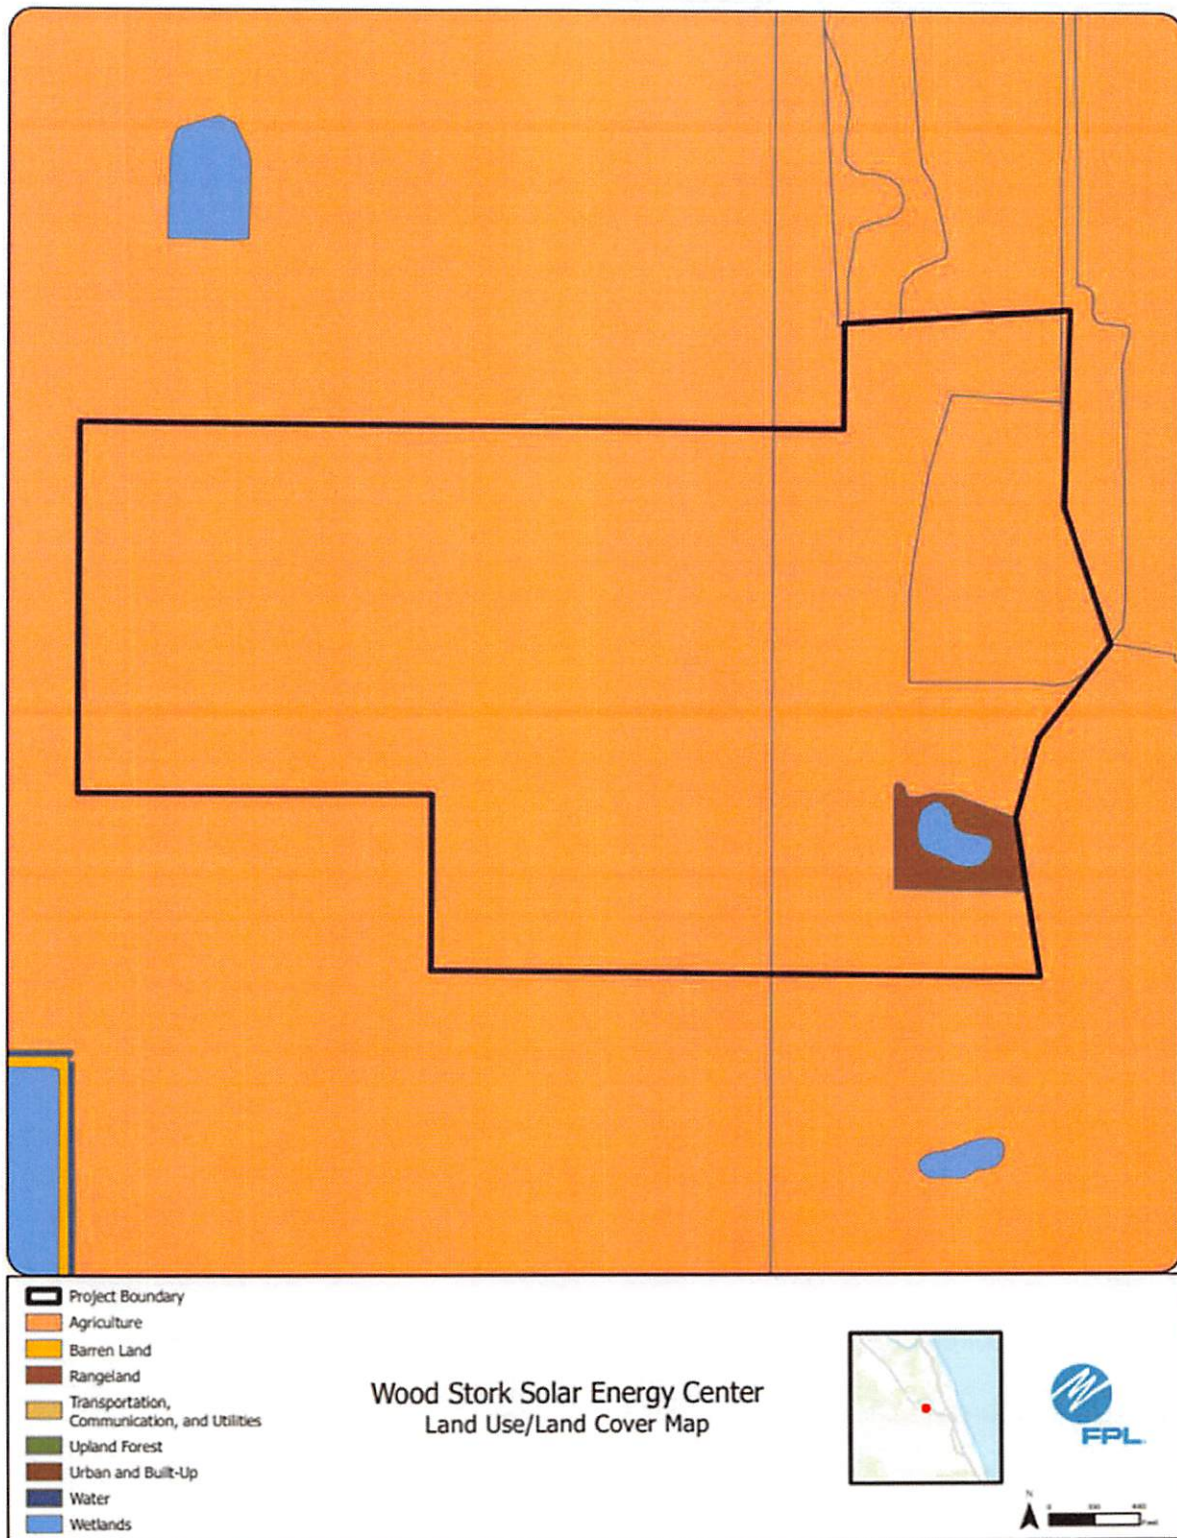 Project Boundary
Agriculture
Barren Land
Rangeland
Transportation,
Communication, and Utilities
Upland Forest
Urban and Built-Up
Water
Wetlands
Wood Stork Solar Energy Center
Land Use/Land Cover Map
FPL
N
0